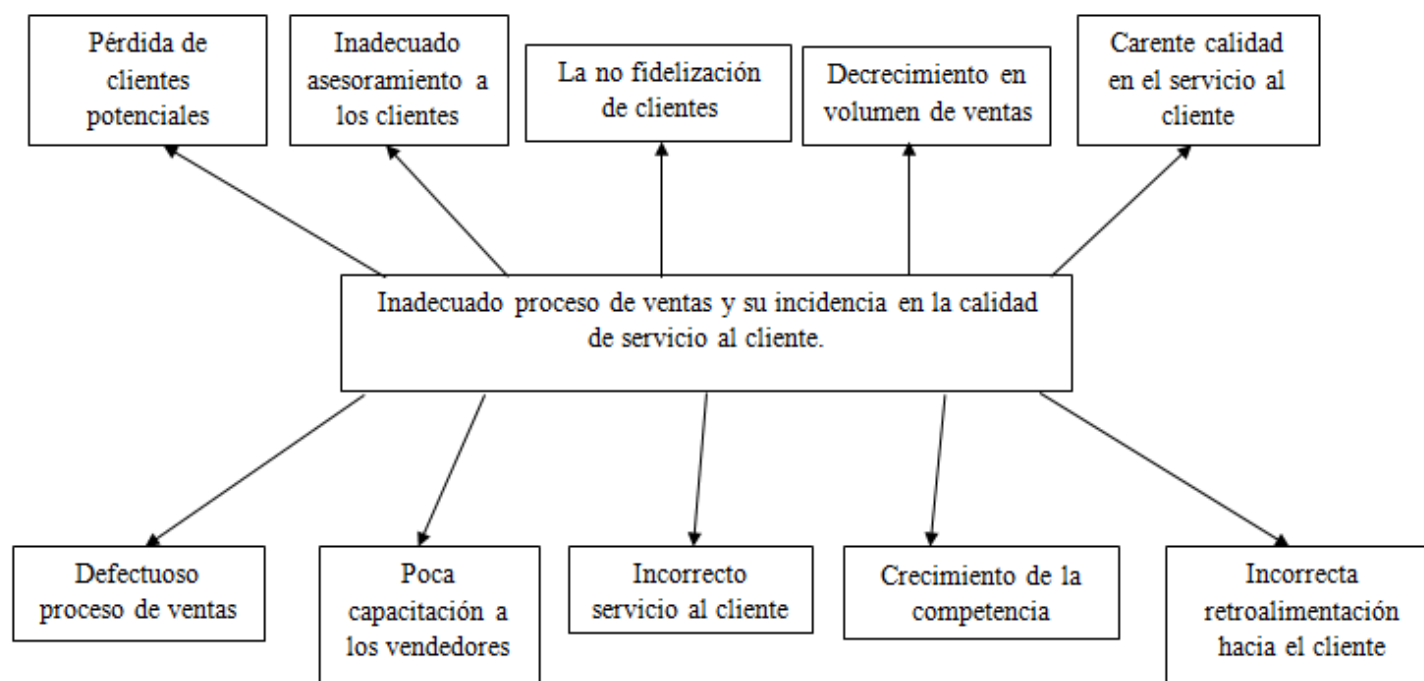 Pérdida de
clientes
potenciales
Inadecuado
asesoramiento a
los clientes
La no fidelización
de clientes
Decrecimiento en
volumen de ventas
Carente calidad
en el servicio al
cliente
Inadecuado proceso de ventas y su incidencia en la calidad
de servicio al cliente.
Defectuoso
proceso de ventas
Poca
capacitación a
los vendedores
Incorrecto
servicio al cliente
Crecimiento de la
competencia
Incorrecta
retroalimentación
hacia el cliente